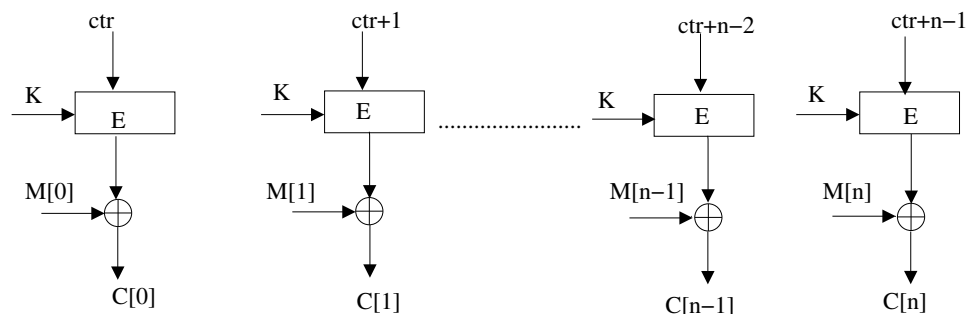 ctr ctr+1 ctr+n−2 ctr+n−1
K E K E K E K E
M[0] M[1] M[n−1] M[n]
C[0] C[1] C[n−1] C[n]